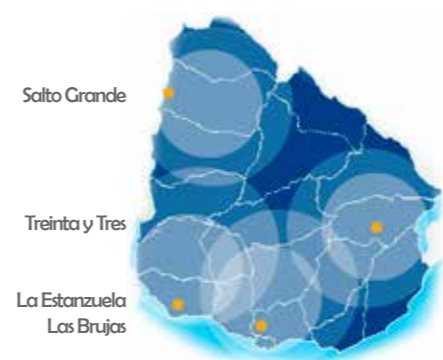 Salto Grande
Treinta y Tres
La Estanzuela
Las Brujas